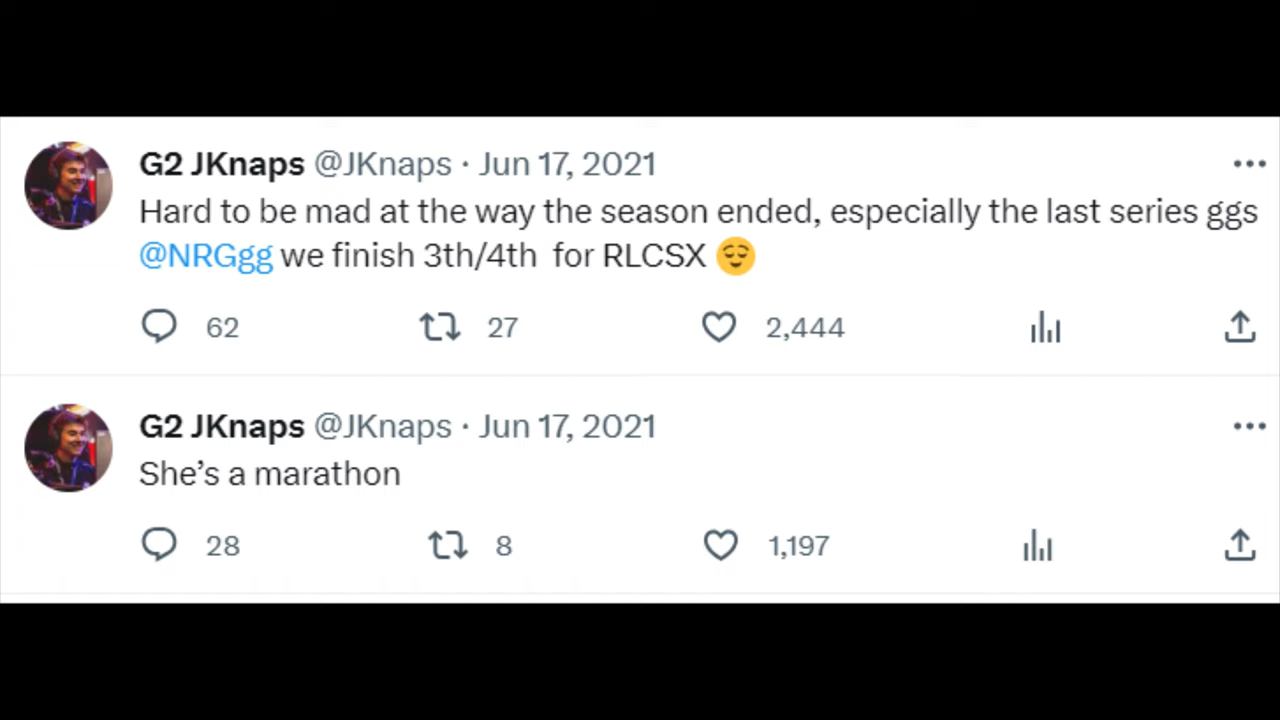 G2 JKnaps @JKnaps · Jun 17, 2021
Hard to be mad at the way the season ended, especially the last series ggs
@NRGgg we finish 3th/4th for RLCSX 😌
62 27 2,444
G2 JKnaps @JKnaps · Jun 17, 2021
She’s a marathon
28 8 1,197